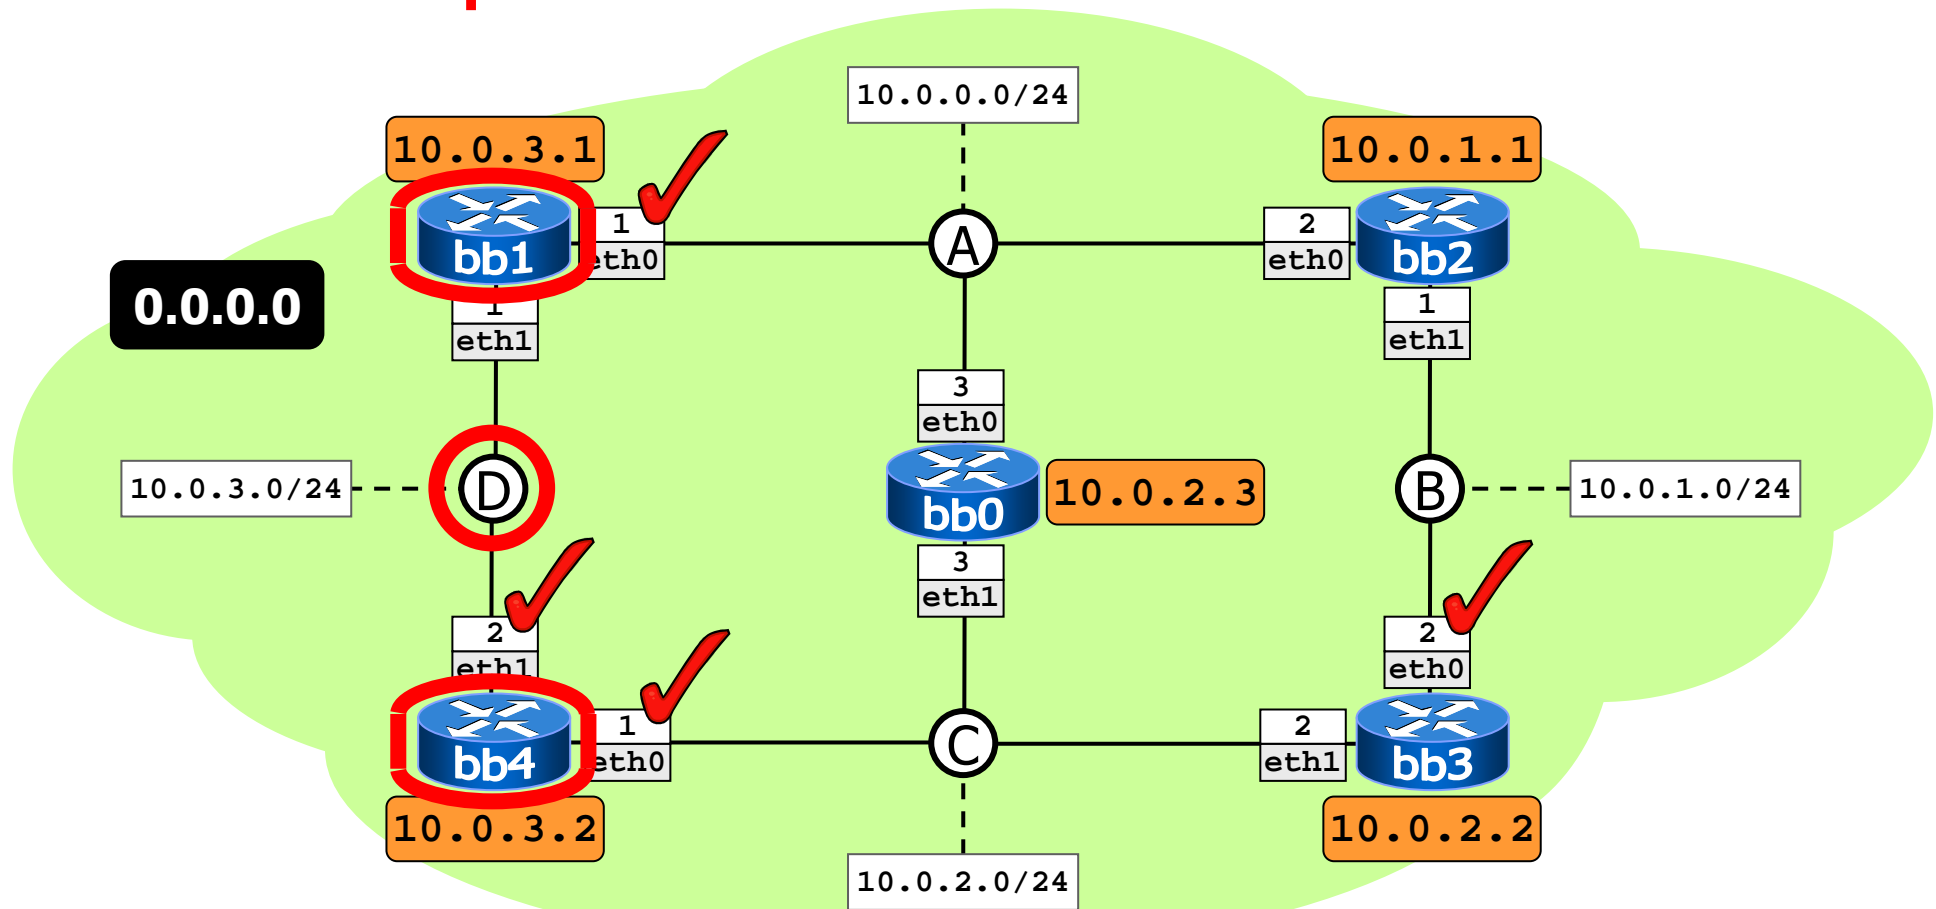 10.0.0.0/24
10.0.3.1
10.0.1.1
1
eth0
bb1
A
2
eth0
bb2
0.0.0.0
1
eth1
1
eth1
3
eth0
10.0.3.0/24
D
bb0
10.0.2.3
B
10.0.1.0/24
3
eth1
2
eth1
2
eth0
1
eth0
bb4
C
2
eth1
bb3
10.0.3.2
10.0.2.2
10.0.2.0/24